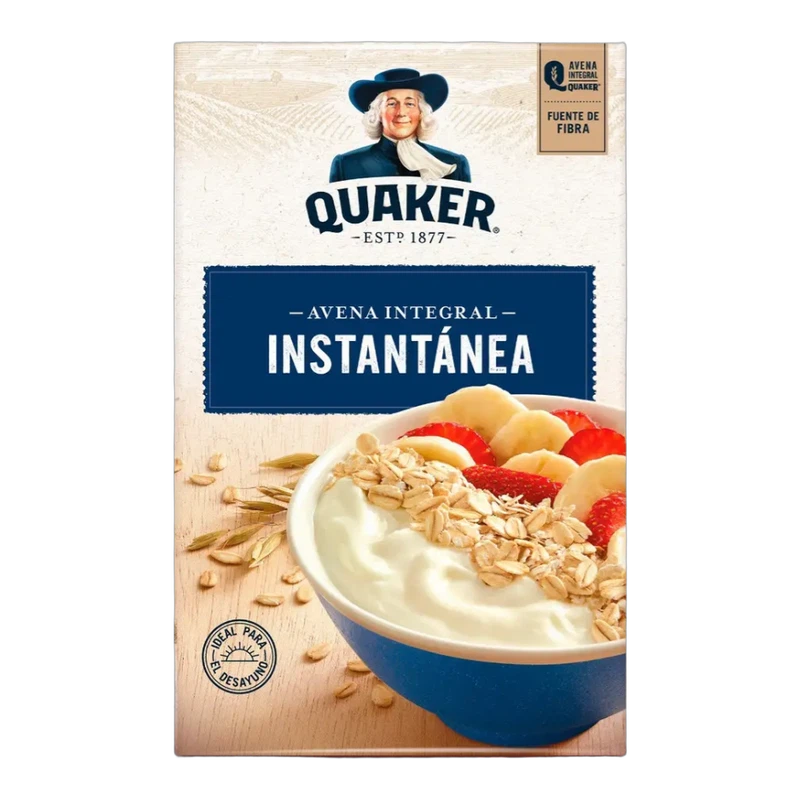 AVENA
INTEGRAL
QUAKER®
FUENTE DE
FIBRA
QUAKER®
–ESTD 1877–
–AVENA INTEGRAL–
INSTANTÁNEA
IDEAL PARA
EL DESAYUNO